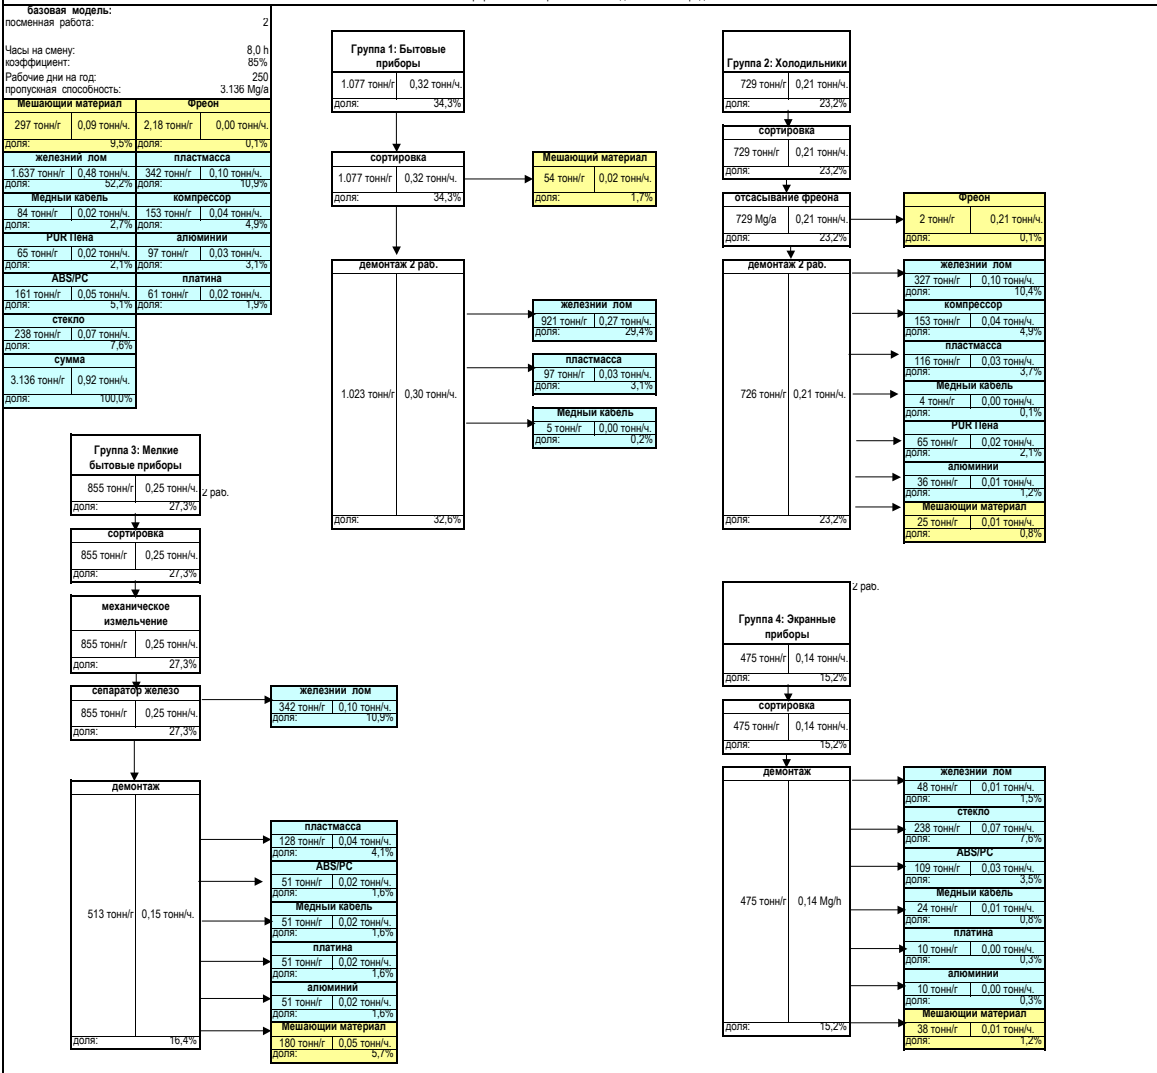 базовая модель:
посменная работа: 2
Часы на смену: 8,0 h
коэффициент: 85%
Рабочие дни на год: 250
пропускная способность: 3.136 Mg/a
Мешающий материал Фреон
297 тонн/г 0,09 тонн/ч. 2,18 тонн/г 0,00 тонн/ч.
доля: 9,5% доля: 0,1%
железний лом пластмасса
1.637 тонн/г 0,48 тонн/ч. 342 тонн/г 0,10 тонн/ч.
доля: 52,2% доля: 10,9%
Медный кабель компрессор
84 тонн/г 0,02 тонн/ч. 153 тонн/г 0,04 тонн/ч.
доля: 2,7% доля: 4,9%
PUR Пена алюминии
65 тонн/г 0,02 тонн/ч. 97 тонн/г 0,03 тонн/ч.
доля: 2,1% доля: 3,1%
ABS/PC платина
161 тонн/г 0,05 тонн/ч. 61 тонн/г 0,02 тонн/ч.
доля: 5,1% доля: 1,9%
стекло
238 тонн/г 0,07 тонн/ч.
доля: 7,6%
сумма
3.136 тонн/г 0,92 тонн/ч.
доля: 100,0%
Группа 1: Бытовые
приборы
1.077 тонн/г 0,32 тонн/ч.
доля: 34,3%
сортировка
1.077 тонн/г 0,32 тонн/ч.
доля: 34,3%
Мешающий материал
54 тонн/г 0,02 тонн/ч.
доля: 1,7%
демонтаж 2 раб.
1.023 тонн/г 0,30 тонн/ч.
доля: 32,6%
железний лом
921 тонн/г 0,27 тонн/ч.
доля: 29,4%
пластмасса
97 тонн/г 0,03 тонн/ч.
доля: 3,1%
Медный кабель
5 тонн/г 0,00 тонн/ч.
доля: 0,2%
Группа 2: Холодильники
729 тонн/г 0,21 тонн/ч.
доля: 23,2%
сортировка
729 тонн/г 0,21 тонн/ч.
доля: 23,2%
отсасывание фреона
729 Mg/a 0,21 тонн/ч.
доля: 23,2%
Фреон
2 тонн/г 0,21 тонн/ч.
доля: 0,1%
демонтаж 2 раб.
726 тонн/г 0,21 тонн/ч.
доля: 23,2%
железний лом
327 тонн/г 0,10 тонн/ч.
доля: 10,4%
компрессор
153 тонн/г 0,04 тонн/ч.
доля: 4,9%
пластмасса
116 тонн/г 0,03 тонн/ч.
доля: 3,7%
Медный кабель
4 тонн/г 0,00 тонн/ч.
доля: 0,1%
PUR Пена
65 тонн/г 0,02 тонн/ч.
доля: 2,1%
алюминии
36 тонн/г 0,01 тонн/ч.
доля: 1,2%
Мешающий материал
25 тонн/г 0,01 тонн/ч.
доля: 0,8%
Группа 3: Мелкие
бытовые приборы
855 тонн/г 0,25 тонн/ч. 2 раб.
доля: 27,3%
сортировка
855 тонн/г 0,25 тонн/ч.
доля: 27,3%
механическое
измельчение
855 тонн/г 0,25 тонн/ч.
доля: 27,3%
сепаратор железо
855 тонн/г 0,25 тонн/ч.
доля: 27,3%
железний лом
342 тонн/г 0,10 тонн/ч.
доля: 10,9%
демонтаж
513 тонн/г 0,15 тонн/ч.
доля: 16,4%
пластмасса
128 тонн/г 0,04 тонн/ч.
доля: 4,1%
ABS/PC
51 тонн/г 0,02 тонн/ч.
доля: 1,6%
Медный кабель
51 тонн/г 0,02 тонн/ч.
доля: 1,6%
платина
51 тонн/г 0,02 тонн/ч.
доля: 1,6%
алюминий
51 тонн/г 0,02 тонн/ч.
доля: 1,6%
Мешающий материал
180 тонн/г 0,05 тонн/ч.
доля: 5,7%
2 раб.
Группа 4: Экранные
приборы
475 тонн/г 0,14 тонн/ч.
доля: 15,2%
сортировка
475 тонн/г 0,14 тонн/ч.
доля: 15,2%
демонтаж
475 тонн/г 0,14 Mg/h
доля: 15,2%
железний лом
48 тонн/г 0,01 тонн/ч.
доля: 1,5%
стекло
238 тонн/г 0,07 тонн/ч.
доля: 7,6%
ABS/PC
109 тонн/г 0,03 тонн/ч.
доля: 3,5%
Медный кабель
24 тонн/г 0,01 тонн/ч.
доля: 0,8%
платина
10 тонн/г 0,00 тонн/ч.
доля: 0,3%
алюминии
10 тонн/г 0,00 тонн/ч.
доля: 0,3%
Мешающий материал
38 тонн/г 0,01 тонн/ч.
доля: 1,2%